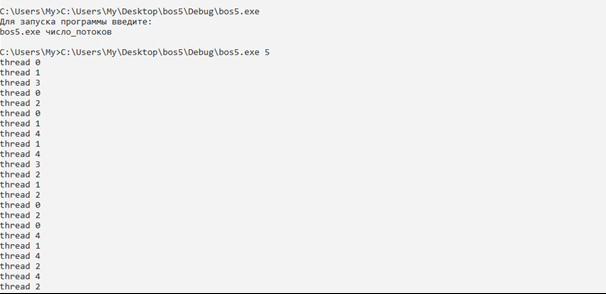 C:\Users\My>C:\Users\My\Desktop\bos5\Debug\bos5.exe
Для запуска программы введите:
bos5.exe число_потоков
C:\Users\My>C:\Users\My\Desktop\bos5\Debug\bos5.exe 5
thread 0
thread 1
thread 3
thread 0
thread 2
thread 0
thread 1
thread 4
thread 1
thread 4
thread 3
thread 2
thread 1
thread 2
thread 0
thread 2
thread 0
thread 4
thread 1
thread 4
thread 2
thread 4
thread 2